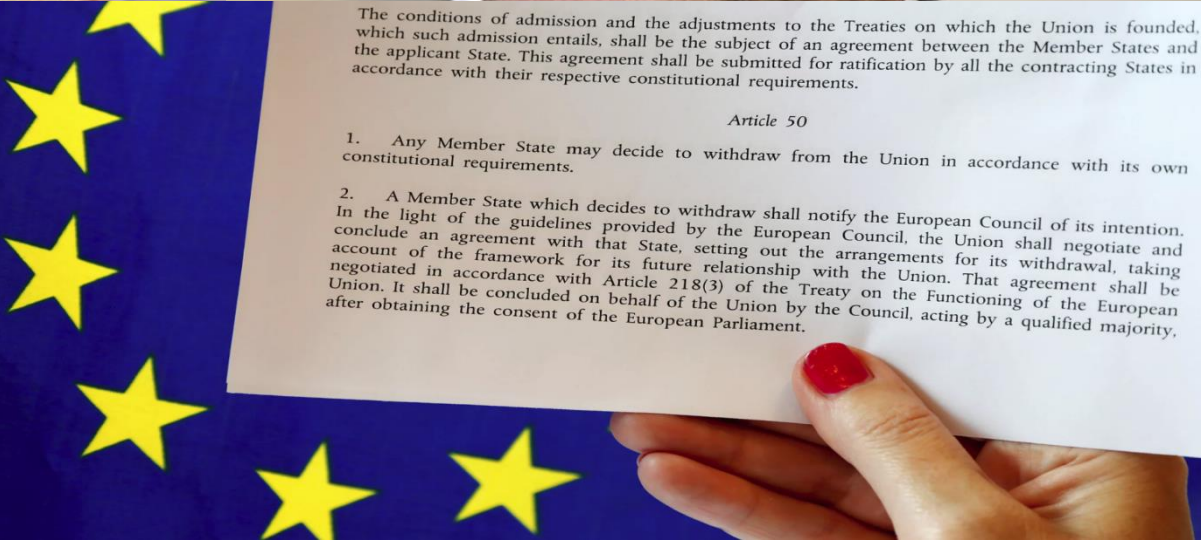 The conditions of admission and the adjustments to the Treaties on which the Union is founded,
which such admission entails, shall be the subject of an agreement between the Member States and
the applicant State. This agreement shall be submitted for ratification by all the contracting States in
accordance with their respective constitutional requirements.
Article 50
1. Any Member State may decide to withdraw from the Union in accordance with its own
constitutional requirements.
2. A Member State which decides to withdraw shall notify the European Council of its intention.
In the light of the guidelines provided by the European Council, the Union shall negotiate and
conclude an agreement with that State, setting out the arrangements for its withdrawal, taking
account of the framework for its future relationship with the Union. That agreement shall be
negotiated in accordance with Article 218(3) of the Treaty on the Functioning of the European
Union. It shall be concluded on behalf of the Union by the Council, acting by a qualified majority,
after obtaining the consent of the European Parliament.